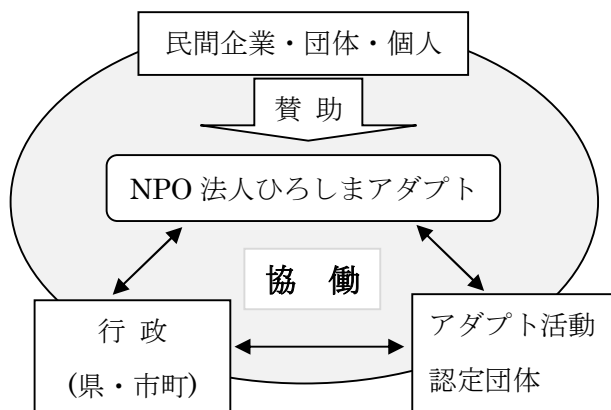 民間企業・団体・個人
賛 助
NPO 法人ひろしまアダプト
協 働
行 政
(県・市町)
アダプト活動
認定団体